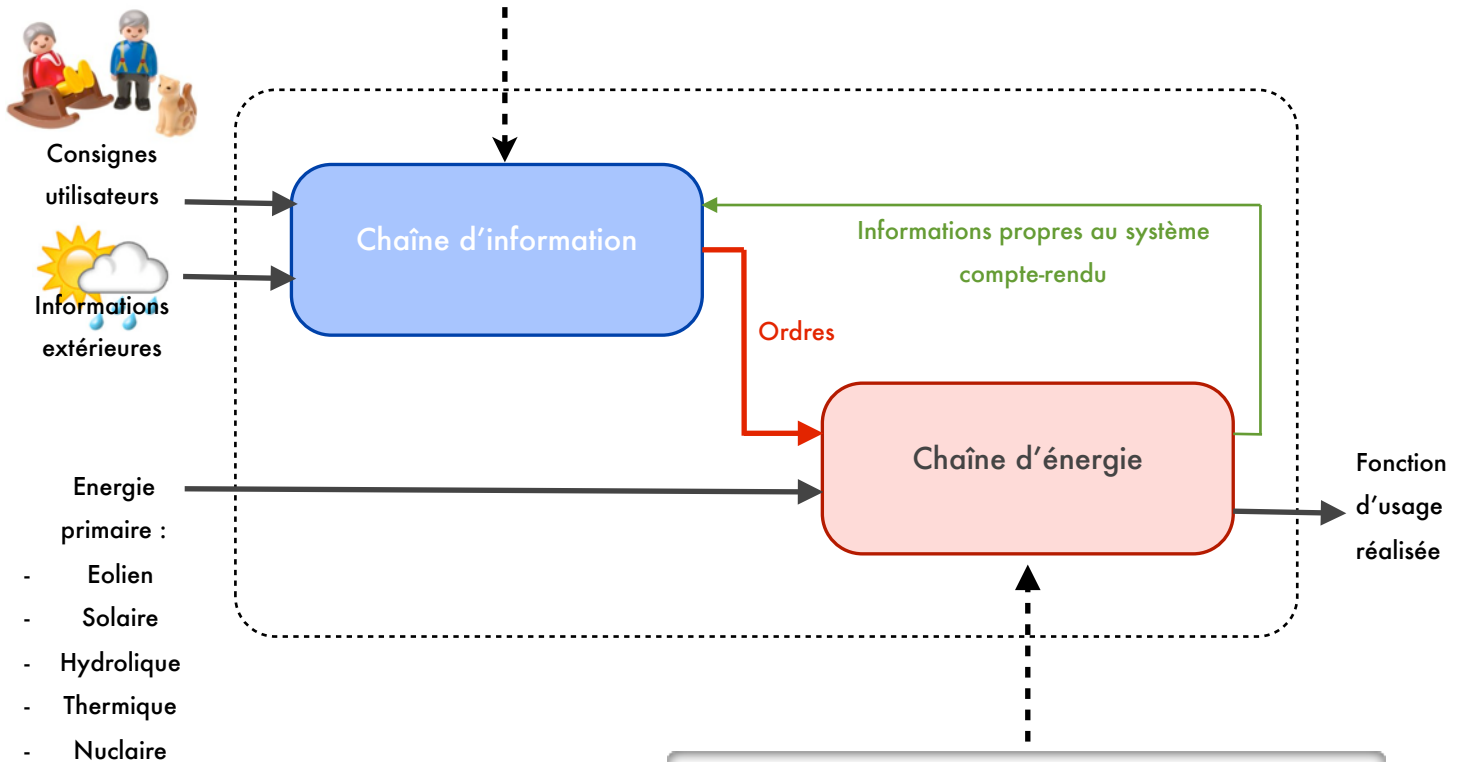 Consignes
utilisateurs
Informations
extérieures
Chaîne d'information
Informations propres au système
compte-rendu
Ordres
Chaîne d'énergie
Energie
primaire :
- Eolien
- Solaire
- Hydrolique
- Thermique
- Nuclaire
Fonction
d'usage
réalisée